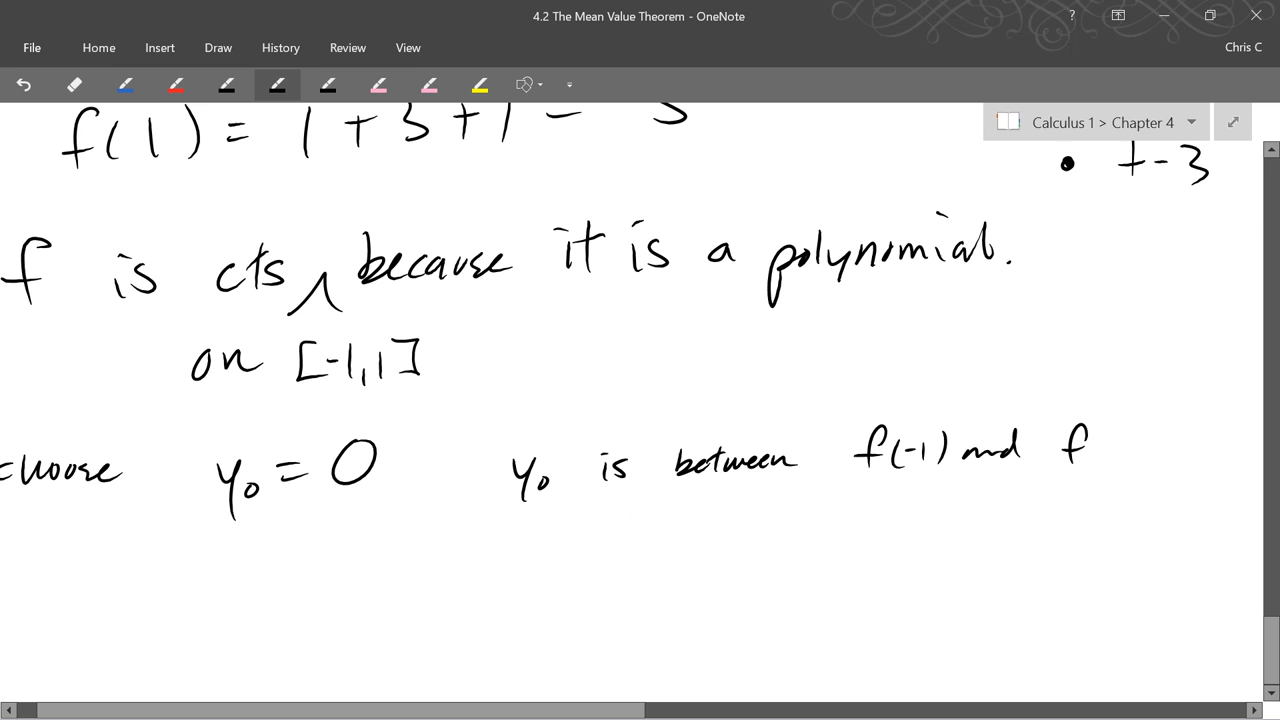 4.2 The Mean Value Theorem - OneNote
?
File Home Insert Draw History Review View
Chris C
Calculus 1 > Chapter 4
f(1) = 1 + 3 + 1 =
• + - 3
f is cts, because it is a polynomial.
on [-1,1]
choose y₀ = 0 y₀ is between f(-1) and f